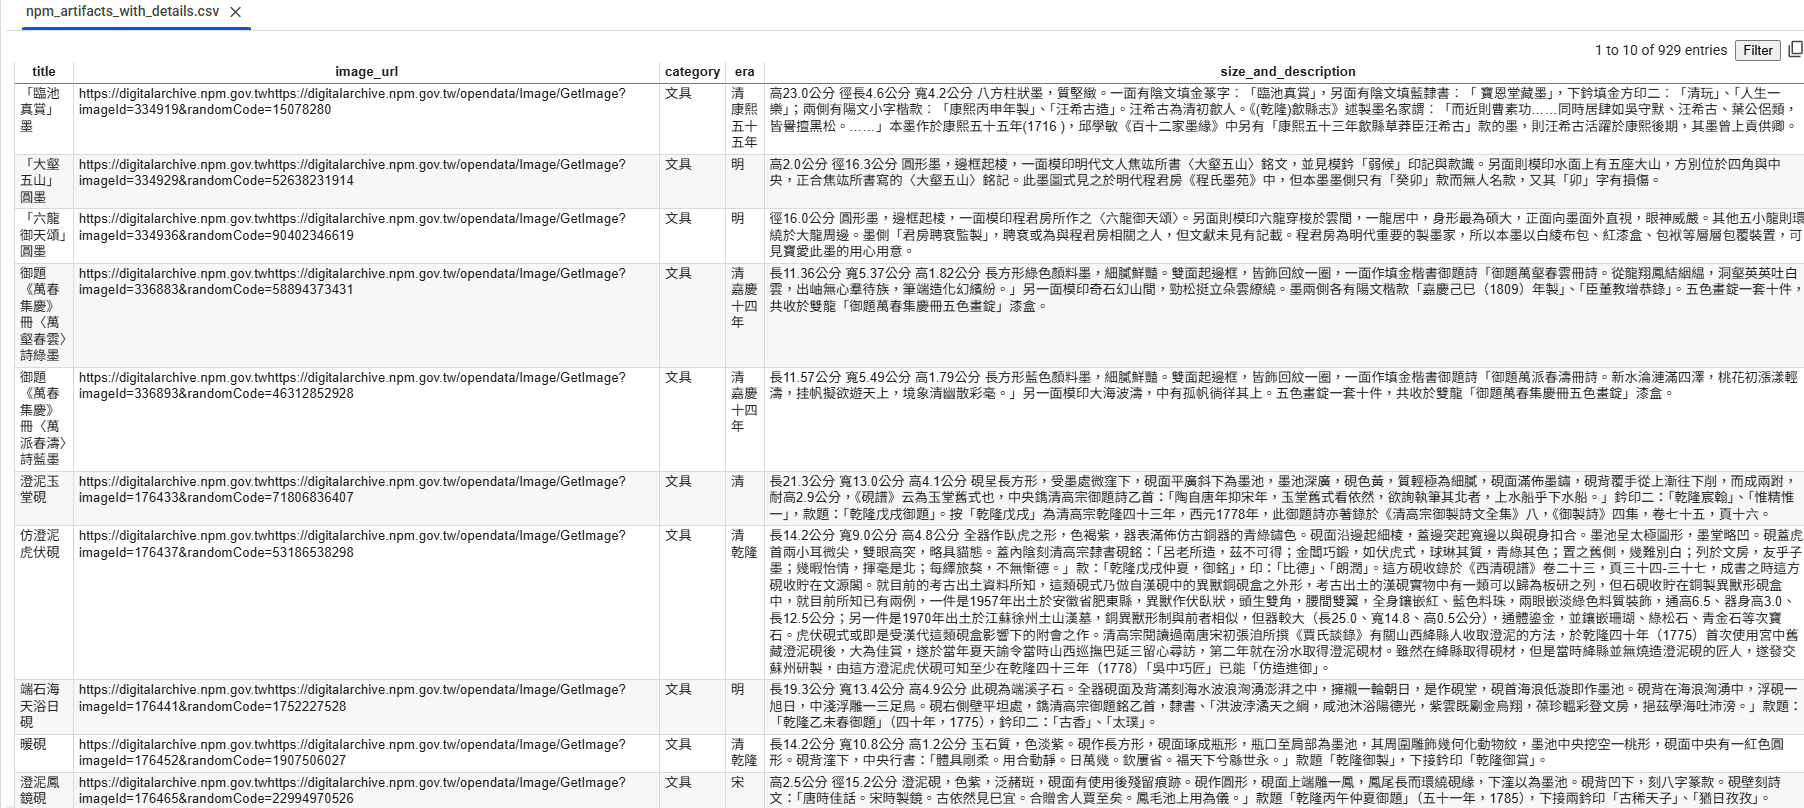 npm_artifacts_with_details.csv
1 to 10 of 929 entries Filter
title image_url category era size_and_description
「臨池真賞」墨 https://digitalarchive.npm.gov.twhttps://digitalarchive.npm.gov.tw/opendata/Image/GetImage?imageId=334919&randomCode=15078280 文具 清 康熙五十五年
高23.0公分 徑長4.6公分 寬4.2公分 八方柱狀墨，質堅緻。一面有陰文填金篆字：「臨池真賞」，另面有陰文填藍隸書：「 寶恩堂藏墨」，下鈐填金方印二：「清玩」、「人生一
樂」；兩側有陽文小字楷款：「康熙丙申年製」、「汪希古造」。汪希古為清初歙人。《(乾隆)歙縣志》述製墨名家謂：「而近則曹素功……同時居肆如吳守默、汪希古、葉公侶類，
皆譽擅黑松。……」本墨作於康熙五十五年(1716 )，邱學敏《百十二家墨緣》中另有「康熙五十三年歙縣草莽臣汪希古」款的墨，則汪希古活躍於康熙後期，其墨曾上貢供卿。
「大壑五山」圓墨 https://digitalarchive.npm.gov.twhttps://digitalarchive.npm.gov.tw/opendata/Image/GetImage?imageId=334929&randomCode=52638231914 文具 明
高2.0公分 徑16.3公分 圓形墨，邊框起棱，一面模印明代文人焦竑所書〈大壑五山〉銘文，並見模鈐「弱候」印記與款識。另面則模印水面上有五座大山，方別位於四角與中
央，正合焦竑所書寫的〈大壑五山〉銘記。此墨圖式見之於明代程君房《程氏墨苑》中，但本墨墨側只有「癸卯」款而無人名款，又其「卯」字有損傷。
「六龍御天頌」圓墨 https://digitalarchive.npm.gov.twhttps://digitalarchive.npm.gov.tw/opendata/Image/GetImage?imageId=334936&randomCode=90402346619 文具 明
徑16.0公分 圓形墨，邊框起棱，一面模印程君房所作之〈六龍御天頌〉。另面則模印六龍穿梭於雲間，一龍居中，身形最為碩大，正面向墨面外直視，眼神威嚴。其他五小龍則環
繞於大龍周邊。墨側「君房聘袞監製」，聘袞或為與程君房相關之人，但文獻未見有記載。程君房為明代重要的製墨家，所以本墨以白綾布包、紅漆盒、包袱等層層包覆裝置，可
見寶愛此墨的用心用意。
御題《萬春集慶》冊〈萬壑春雲〉詩綠墨 https://digitalarchive.npm.gov.twhttps://digitalarchive.npm.gov.tw/opendata/Image/GetImage?imageId=336883&randomCode=58894373431 文具 清 嘉慶十四年
長11.36公分 寬5.37公分 高1.82公分 長方形綠色顏料墨，細膩鮮豔。雙面起邊框，皆飾回紋一圈，一面作填金楷書御題詩「御題萬壑春雲冊詩。從龍翔鳳結絪縕，洞壑英英吐白
雲，出岫無心羣待族，筆端造化幻繽紛。」另一面模印奇石幻山間，勁松挺立朵雲繚繞。墨兩側各有陽文楷款「嘉慶己巳（1809）年製」、「臣董教增恭錄」。五色畫錠一套十件，
共收於雙龍「御題萬春集慶冊五色畫錠」漆盒。
御題《萬春集慶》冊〈萬派春濤〉詩藍墨 https://digitalarchive.npm.gov.twhttps://digitalarchive.npm.gov.tw/opendata/Image/GetImage?imageId=336893&randomCode=46312852928 文具 清 嘉慶十四年
長11.57公分 寬5.49公分 高1.79公分 長方形藍色顏料墨，細膩鮮豔。雙面起邊框，皆飾回紋一圈，一面作填金楷書御題詩「御題萬派春濤冊詩。新水淪漣滿四澤，桃花初漲漾輕
濤，挂帆擬欲遊天上，境象清幽散彩毫。」另一面模印大海波濤，中有孤帆徜徉其上。五色畫錠一套十件，共收於雙龍「御題萬春集慶冊五色畫錠」漆盒。
澄泥玉堂硯 https://digitalarchive.npm.gov.twhttps://digitalarchive.npm.gov.tw/opendata/Image/GetImage?imageId=176433&randomCode=71806836407 文具 清
長21.3公分 寬13.0公分 高4.1公分 硯呈長方形，受墨處微窪下，硯面平廣斜下為墨池，墨池深廣，硯色黃，質輕極為細膩，硯面滿佈墨鏽，硯背覆手從上漸往下削，而成兩跗，
耐高2.9公分，《硯譜》云為玉堂舊式也，中央鐫清高宗御題詩乙首：「陶自唐年抑宋年，玉堂舊式看依然，欲詢執筆其北者，上水船乎下水船。」鈐印二：「乾隆宸翰」、「惟精惟
一」，款題：「乾隆戊戌御題」。按「乾隆戊戌」為清高宗乾隆四十三年，西元1778年，此御題詩亦著錄於《清高宗御製詩文全集》八，《御製詩》四集，卷七十五，頁十六。
仿澄泥虎伏硯 https://digitalarchive.npm.gov.twhttps://digitalarchive.npm.gov.tw/opendata/Image/GetImage?imageId=176437&randomCode=53186538298 文具 清 乾隆
長14.2公分 寬9.0公分 高4.8公分 全器作臥虎之形，色褐紫，器表滿佈仿古銅器的青綠鏽色。硯面沿邊起細棱，蓋邊突起寬邊以與硯身扣合。墨池呈太極圖形，墨堂略凹。硯蓋虎
首兩小耳微尖，雙眼高突，略具貓態。蓋內陰刻清高宗隸書硯銘：「呂老所造，茲不可得；金閶巧鍛，如伏虎式，球琳其質，青綠其色；置之舊側，幾難別白；列於文房，友乎子
墨；幾暇怡情，揮毫是北；每繹旅獒，不無慚德。」款：「乾隆戊戌仲夏，御銘」，印：「比德」、「朗潤」。這方硯收錄於《西清硯譜》卷二十三，頁三十四-三十七，成書之時這方
硯收貯在文源閣。就目前的考古出土資料所知，這類硯式乃倣自漢硯中的異獸銅硯盒之外形，考古出土的漢硯實物中有一類可以歸為板研之列，但石硯收貯在銅製異獸形硯盒
中，就目前所知已有兩例，一件是1957年出土於安徽省肥東縣，異獸作伏臥狀，頭生雙角，腰間雙翼，全身鑲嵌紅、藍色料珠，兩眼嵌淡綠色料質裝飾，通高6.5、器身高3.0、
長12.5公分；另一件是1970年出土於江蘇徐州土山漢墓，銅異獸形制與前者相似，但器較大（長25.0、寬14.8、高0.5公分），通體鎏金，並鑲嵌珊瑚、綠松石、青金石等次寶
石。虎伏硯式或即是受漢代這類硯盒影響下的附會之作。清高宗閱讀過南唐宋初張洎所撰《賈氏談錄》有關山西絳縣人收取澄泥的方法，於乾隆四十年（1775）首次使用宮中舊
藏澄泥硯後，大為佳賞，遂於當年夏天諭令當時山西巡撫巴延三留心尋訪，第二年就在汾水取得澄泥硯材。雖然在絳縣取得硯材，但是當時絳縣並無燒造澄泥硯的匠人，遂發交
蘇州研製，由這方澄泥虎伏硯可知至少在乾隆四十三年（1778）「吳中巧匠」已能「仿造進御」。
端石海天浴日硯 https://digitalarchive.npm.gov.twhttps://digitalarchive.npm.gov.tw/opendata/Image/GetImage?imageId=176441&randomCode=1752227528 文具 明
長19.3公分 寬13.4公分 高4.9公分 此硯為端溪子石。全器硯面及背滿刻海水波浪洶湧澎湃之中，擁襯一輪朝日，是作硯堂，硯首海浪低漩即作墨池。硯背在海浪洶湧中，浮硯一
旭日，中淺浮雕一三足鳥。硯右側壁平坦處，鐫清高宗御題銘乙首，隸書、「洪波浡潏天之綱，咸池沐浴陽德光，紫雲既劚金烏翔，葆珍韞彩登文房，挹茲學海吐沛滂。」款題：
「乾隆乙未春御題」（四十年，1775），鈐印二：「古香」、「太璞」。
暖硯 https://digitalarchive.npm.gov.twhttps://digitalarchive.npm.gov.tw/opendata/Image/GetImage?imageId=176452&randomCode=1907506027 文具 清 乾隆
長14.2公分 寬10.8公分 高1.2公分 玉石質，色淡紫。硯作長方形，硯面琢成瓶形，瓶口至肩部為墨池，其周圍雕飾幾何化動物紋，墨池中央挖空一桃形，硯面中央有一紅色圓
形。硯背窪下，中央行書：「體具剛柔。用合動靜。日萬幾。欽屢省。福天下兮緜世永。」款題「乾隆御製」，下接鈐印「乾隆御賞」。
澄泥鳳鏡硯 https://digitalarchive.npm.gov.twhttps://digitalarchive.npm.gov.tw/opendata/Image/GetImage?imageId=176465&randomCode=22994970526 文具 宋
高2.5公分 徑15.2公分 澄泥硯，色紫，泛赭斑，硯面有使用後殘留痕跡。硯作圓形，硯面上端雕一鳳，鳳尾長而環繞硯緣，下漥以為墨池。硯背凹下，刻八字篆款。硯壁刻詩
文：「唐時佳話。宋時製鏡。古依然見巳宜。合贈舍人賈至矣。鳳毛池上用為儀。」款題「乾隆丙午仲夏御題」（五十一年，1785），下接兩鈐印「古稀天子」、「猶日孜孜」。